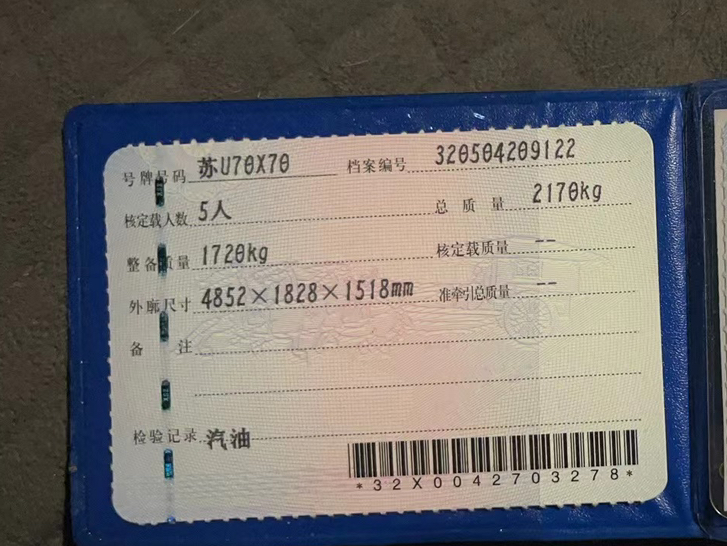 号牌号码 苏U70X70 档案编号 320504209122
核定载人数 5人 总质量 2170kg
整备质量 1720kg 核定载质量 --
外廓尺寸 4852×1828×1518mm 准牵引总质量 --
备注
检验记录 汽油
*32X0042703278*